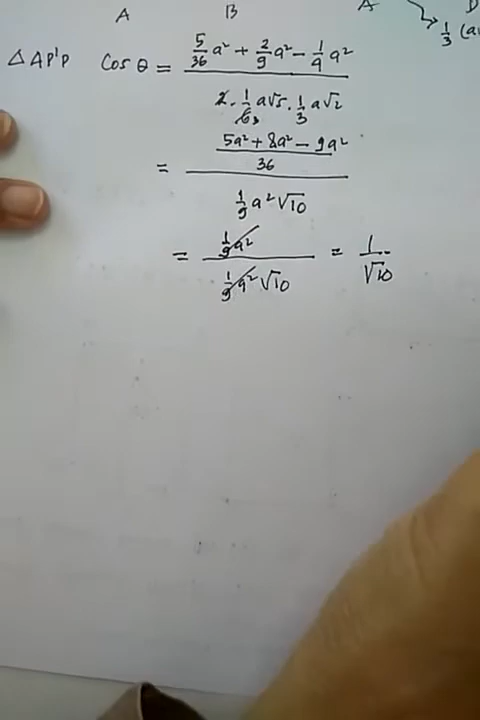 A B A D
1/3 (a
△AP'P Cos θ = (5/36 a² + 2/9 a² − 1/4 a²) / (2 · 1/6 a√5 · 1/3 a√2)
= ((5a² + 8a² − 9a²)/36) / (1/9 a²√10)
= (1/9 a²) / (1/9 a²√10) = 1/√10